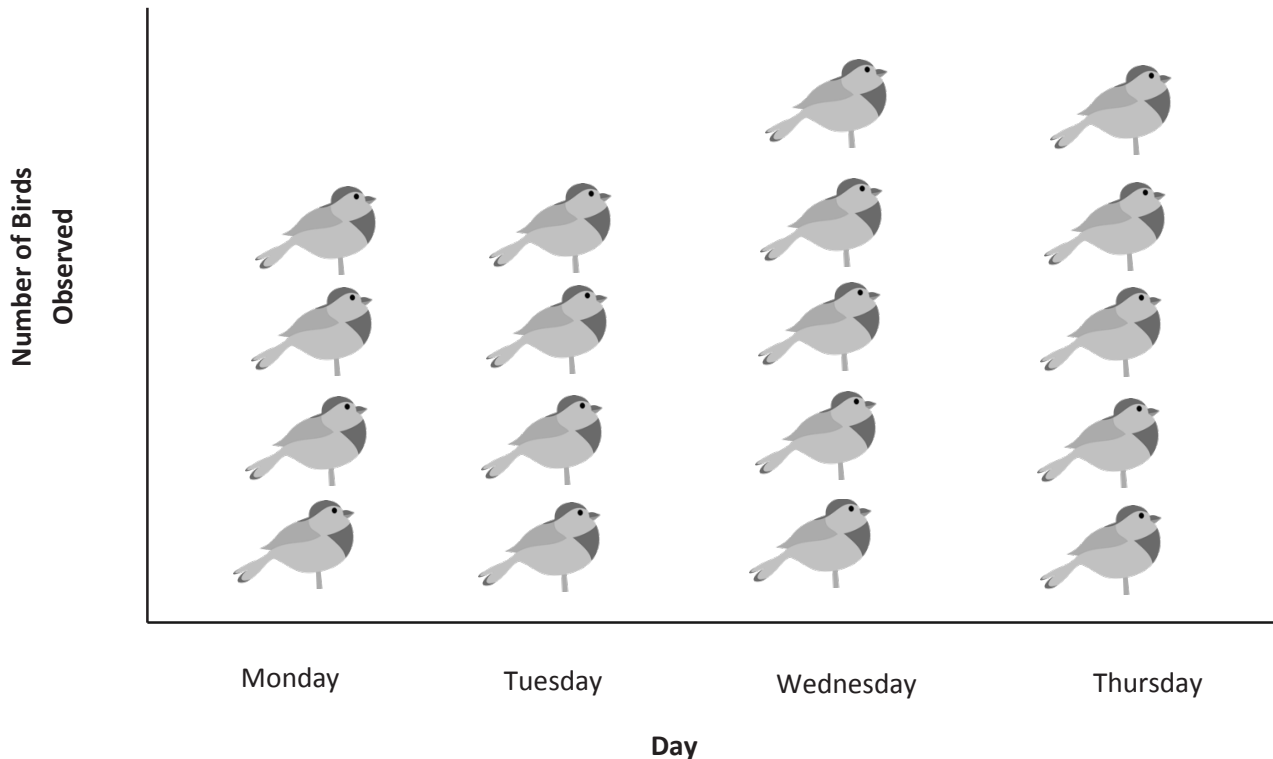 Number of Birds
Observed
Monday
Tuesday
Wednesday
Thursday
Day